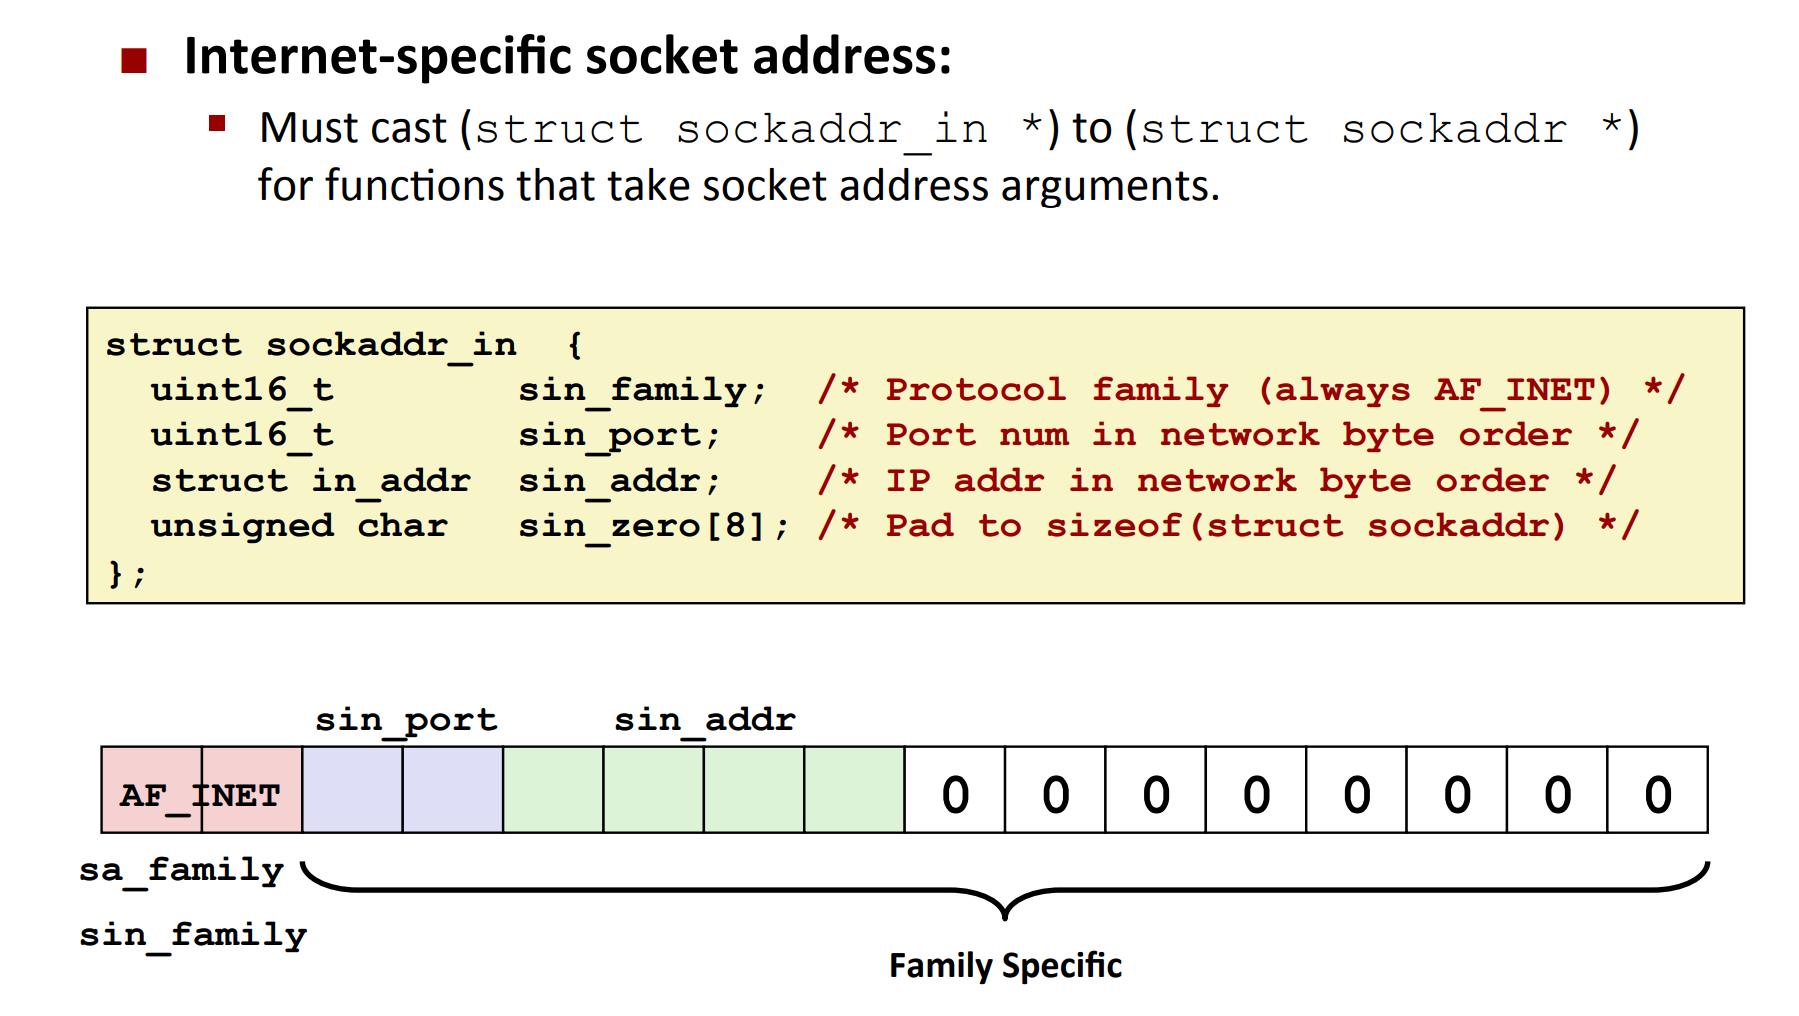 Internet-specific socket address:
Must cast (struct sockaddr_in *) to (struct sockaddr *)
for functions that take socket address arguments.
struct sockaddr_in  {
  uint16_t        sin_family;  /* Protocol family (always AF_INET) */
  uint16_t        sin_port;    /* Port num in network byte order */
  struct in_addr  sin_addr;    /* IP addr in network byte order */
  unsigned char   sin_zero[8]; /* Pad to sizeof(struct sockaddr) */
};
sin_port sin_addr
AF_INET 0 0 0 0 0 0 0 0
sa_family
sin_family
Family Specific